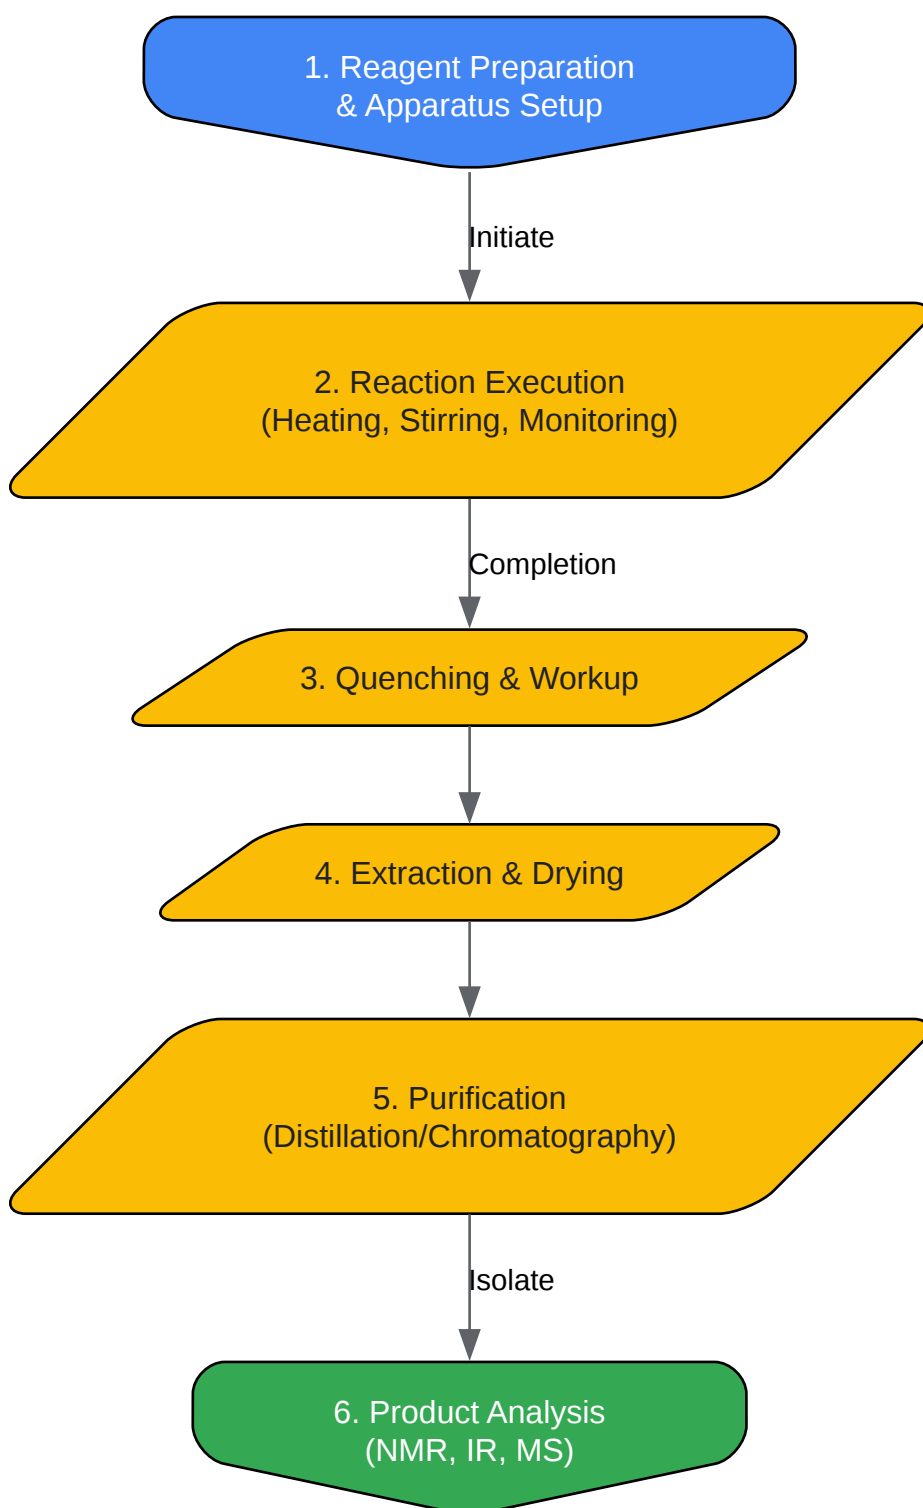 1. Reagent Preparation
& Apparatus Setup
Initiate
2. Reaction Execution
(Heating, Stirring, Monitoring)
Completion
3. Quenching & Workup
4. Extraction & Drying
5. Purification
(Distillation/Chromatography)
Isolate
6. Product Analysis
(NMR, IR, MS)